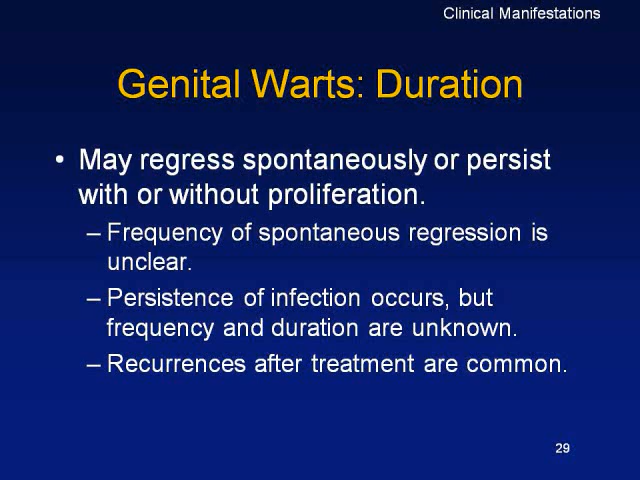 Clinical Manifestations
Genital Warts: Duration
• May regress spontaneously or persist
with or without proliferation.
– Frequency of spontaneous regression is
unclear.
– Persistence of infection occurs, but
frequency and duration are unknown.
– Recurrences after treatment are common.
29